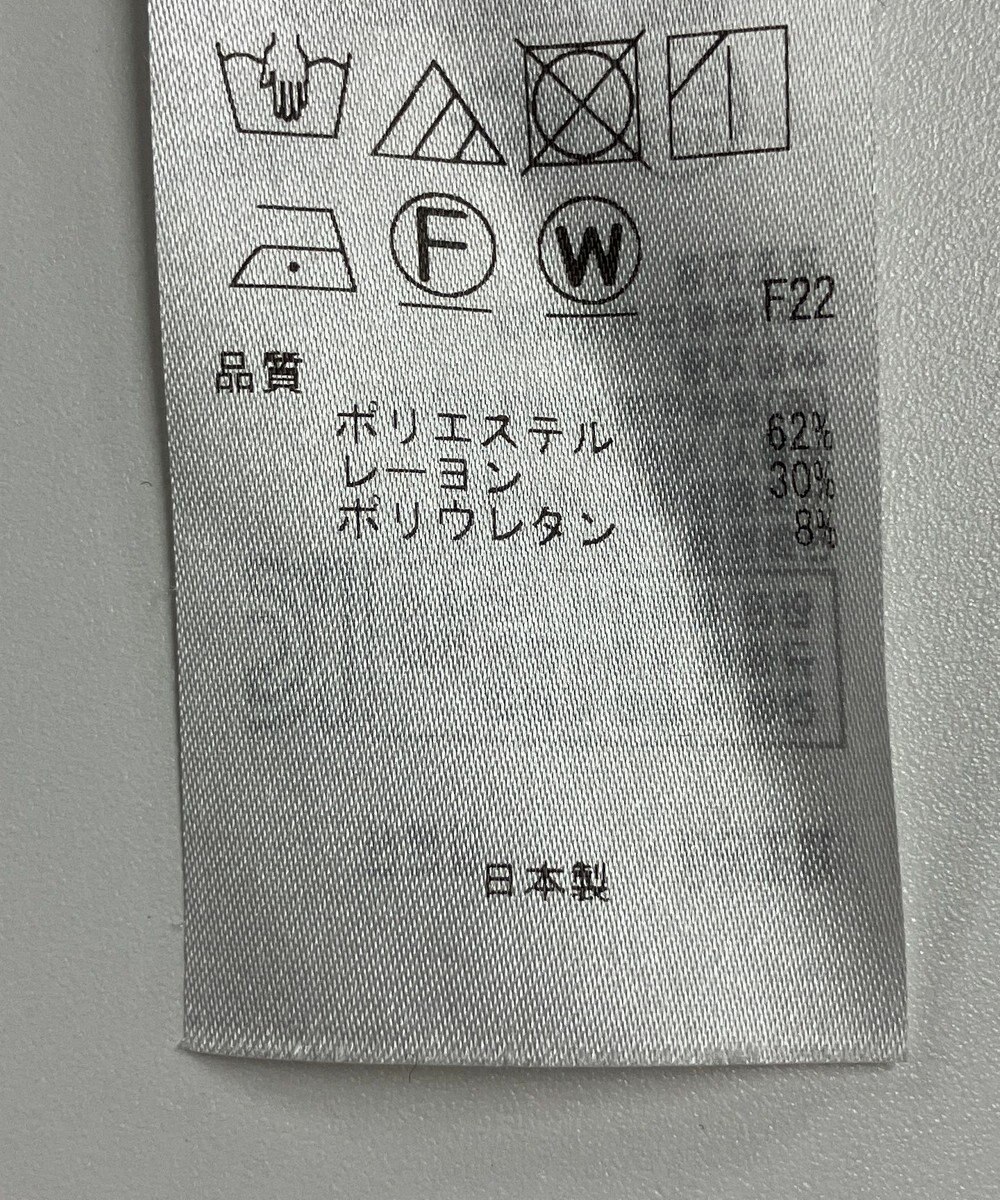 F W
F22
品質
ポリエステル 62%
レーヨン 30%
ポリウレタン 8%
日本製